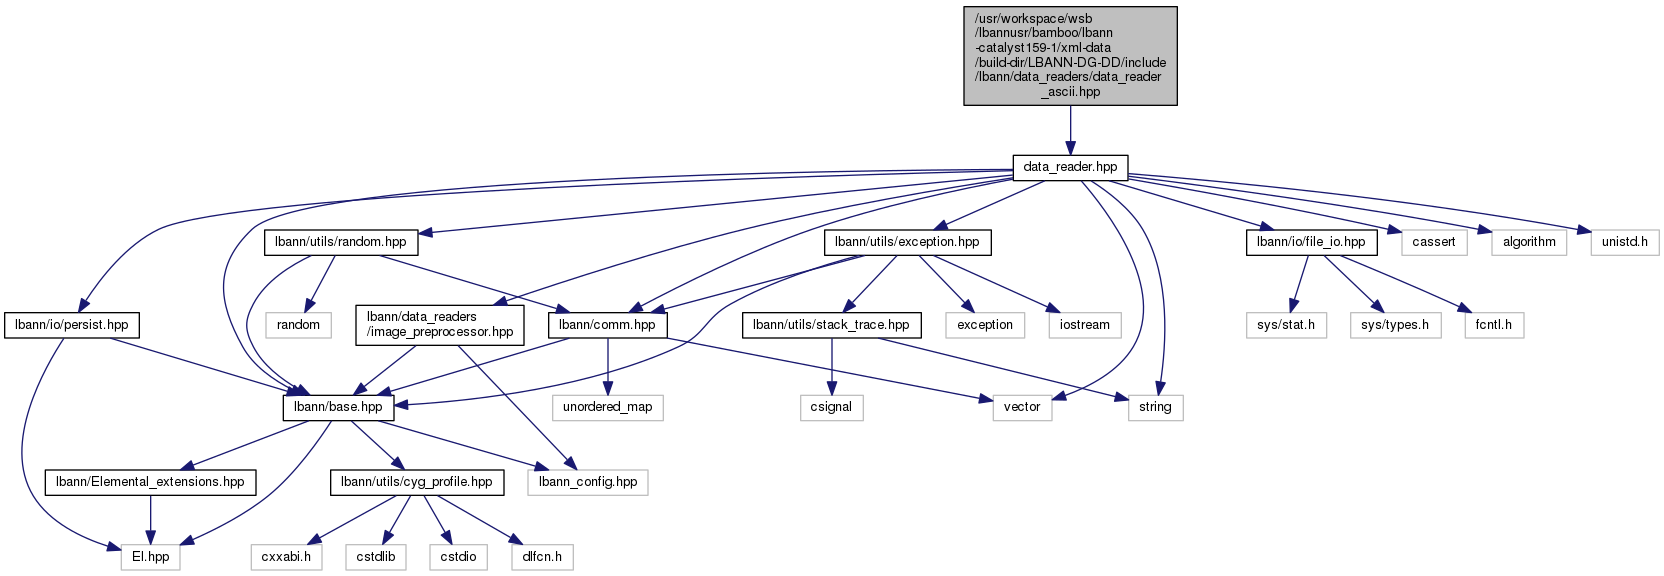 /usr/workspace/wsb
/lbannusr/bamboo/lbann
-catalyst159-1/xml-data
/build-dir/LBANN-DG-DD/include
/lbann/data_readers/data_reader
_ascii.hpp
data_reader.hpp
lbann/utils/random.hpp
lbann/utils/exception.hpp
lbann/io/file_io.hpp
cassert
algorithm
unistd.h
lbann/io/persist.hpp
random
lbann/data_readers
/image_preprocessor.hpp
lbann/comm.hpp
lbann/utils/stack_trace.hpp
exception
iostream
sys/stat.h
sys/types.h
fcntl.h
lbann/base.hpp
unordered_map
csignal
vector
string
lbann/Elemental_extensions.hpp
lbann/utils/cyg_profile.hpp
lbann_config.hpp
El.hpp
cxxabi.h
cstdlib
cstdio
dlfcn.h